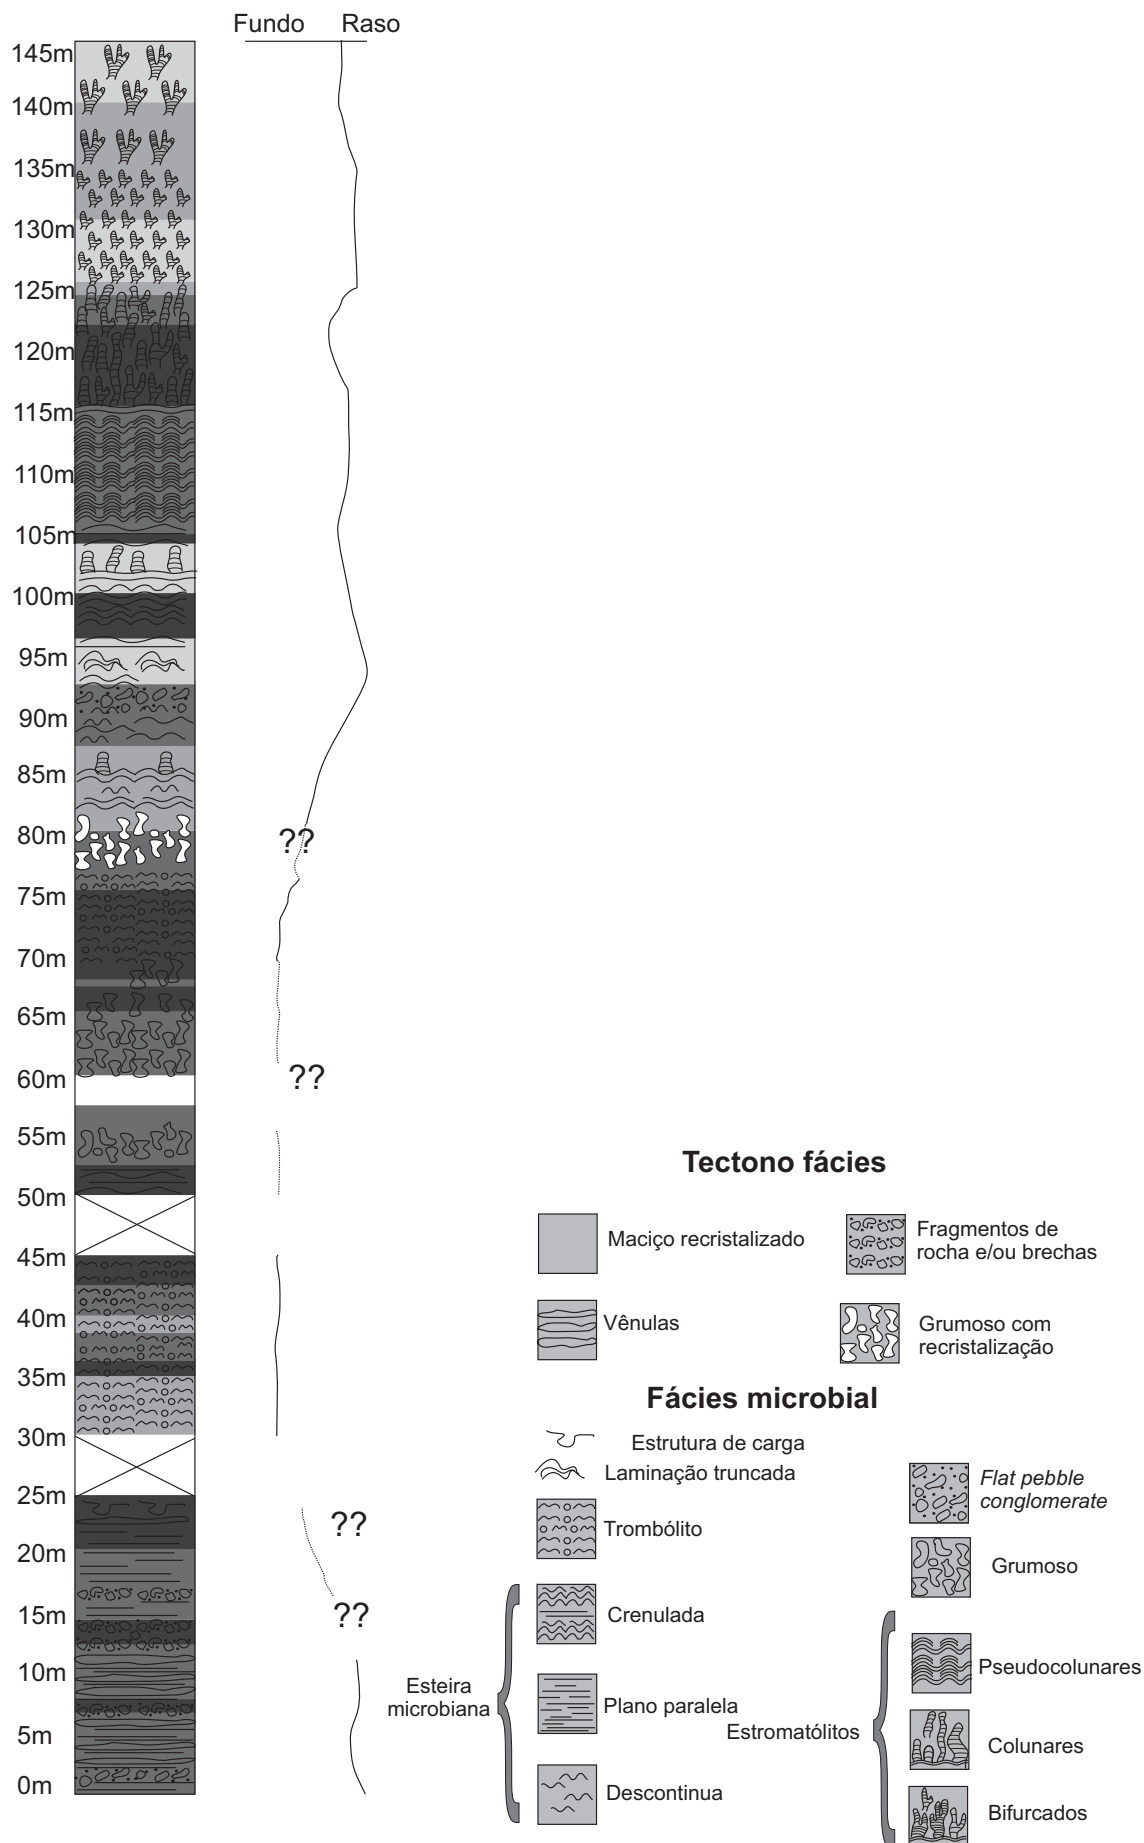 Fundo Raso
145m
140m
135m
130m
125m
120m
115m
110m
105m
100m
95m
90m
85m
80m
??
75m
70m
65m
60m
??
55m
50m
45m
40m
35m
30m
25m
??
20m
15m
??
10m
5m
0m
Tectono fácies
Maciço recristalizado
Fragmentos de
rocha e/ou brechas
Vênulas
Grumoso com
recristalização
Fácies microbial
Estrutura de carga
Laminação truncada
Trombólito
Flat pebble
conglomerate
Grumoso
Esteira
microbiana
Crenulada
Plano paralela
Descontinua
Estromatólitos
Pseudocolunares
Colunares
Bifurcados